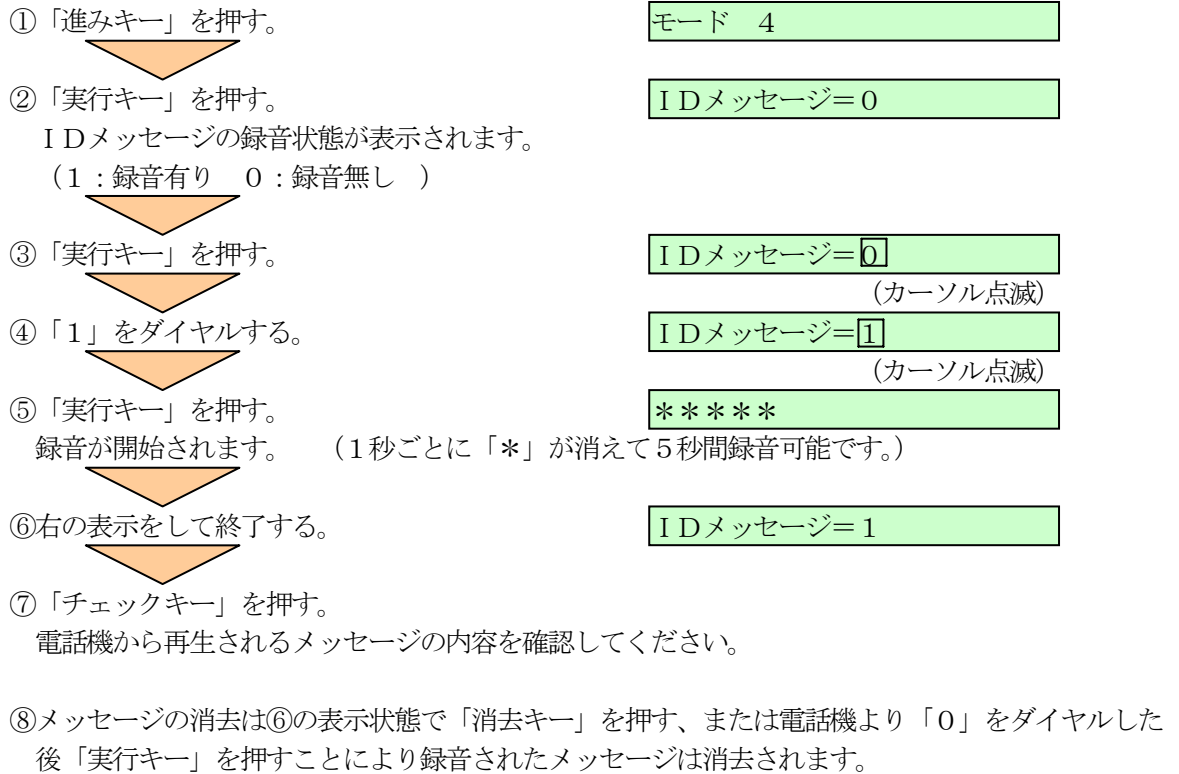 ①「進みキー」を押す。
モード　４
②「実行キー」を押す。
ＩＤメッセージ＝０
ＩＤメッセージの録音状態が表示されます。
（１：録音有り　０：録音無し　）
③「実行キー」を押す。
ＩＤメッセージ＝０
（カーソル点滅）
④「１」をダイヤルする。
ＩＤメッセージ＝１
（カーソル点滅）
⑤「実行キー」を押す。
＊＊＊＊＊
録音が開始されます。　（１秒ごとに「＊」が消えて５秒間録音可能です。）
⑥右の表示をして終了する。
ＩＤメッセージ＝１
⑦「チェックキー」を押す。
電話機から再生されるメッセージの内容を確認してください。
⑧メッセージの消去は⑥の表示状態で「消去キー」を押す、または電話機より「０」をダイヤルした
後「実行キー」を押すことにより録音されたメッセージは消去されます。